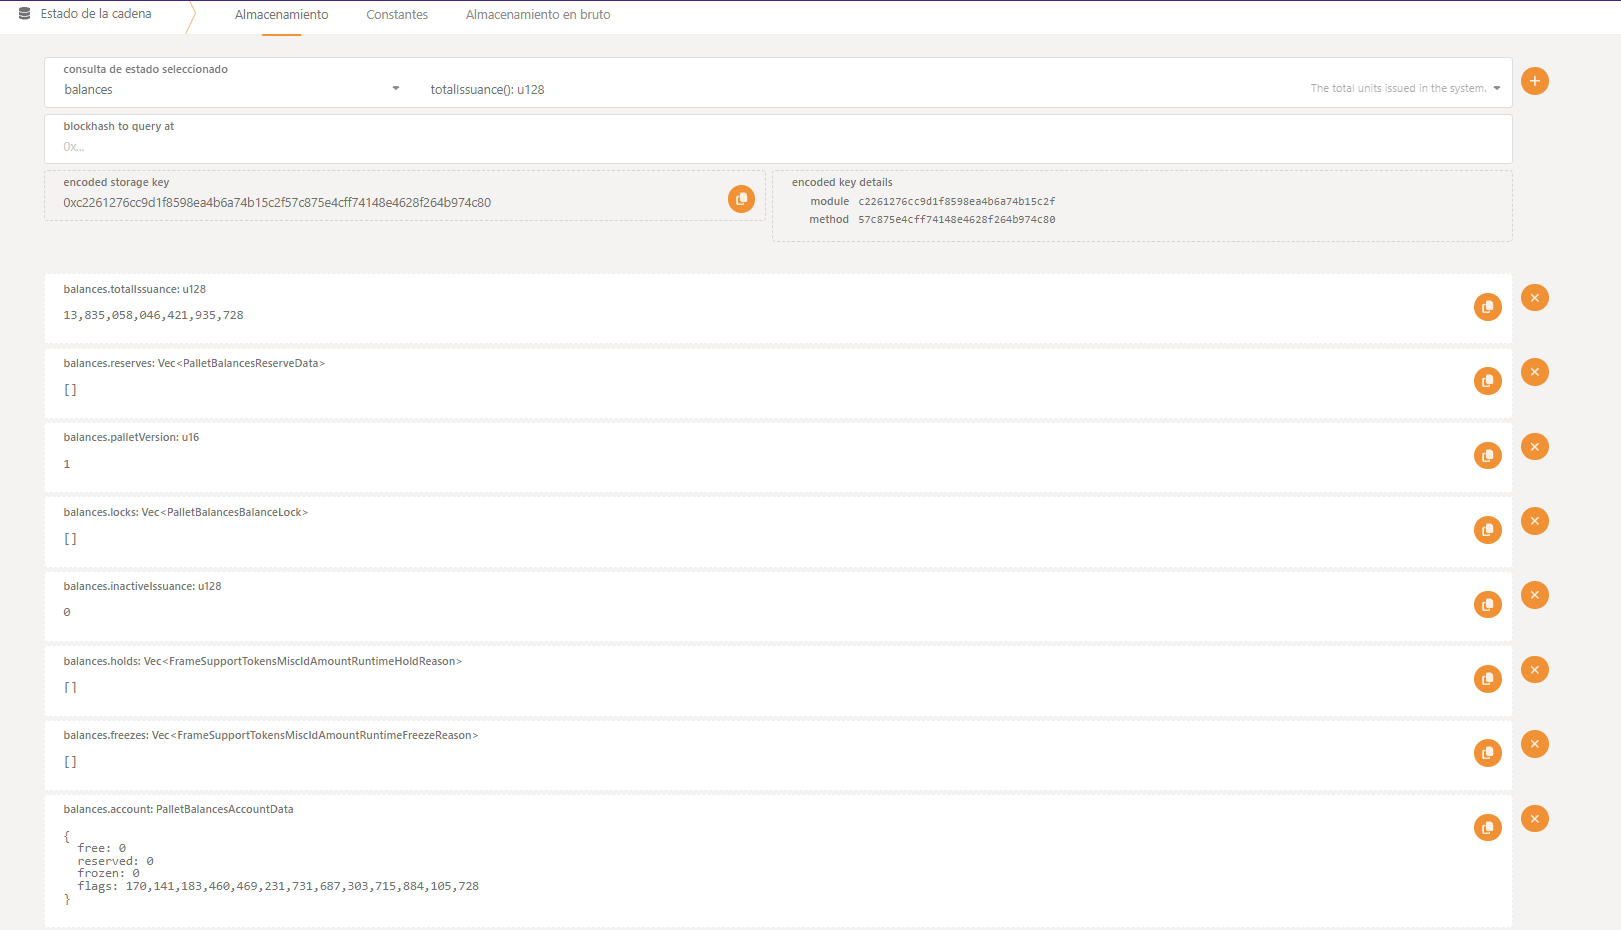 Estado de la cadena
Almacenamiento
Constantes
Almacenamiento en bruto
consulta de estado seleccionado
balances
totalIssuance(): u128
The total units issued in the system.
blockhash to query at
0x...
encoded storage key
0xc2261276cc9d1f8598ea4b6a74b15c2f57c875e4cff74148e4628f264b974c80
encoded key details
module c2261276cc9d1f8598ea4b6a74b15c2f
method 57c875e4cff74148e4628f264b974c80
balances.totalIssuance: u128
13,835,058,046,421,935,728
balances.reserves: Vec<PalletBalancesReserveData>
[]
balances.palletVersion: u16
1
balances.locks: Vec<PalletBalancesBalanceLock>
[]
balances.inactiveIssuance: u128
0
balances.holds: Vec<FrameSupportTokensMiscIdAmountRuntimeHoldReason>
[]
balances.freezes: Vec<FrameSupportTokensMiscIdAmountRuntimeFreezeReason>
[]
balances.account: PalletBalancesAccountData
{
free: 0
reserved: 0
frozen: 0
flags: 170,141,183,460,469,231,731,687,303,715,884,105,728
}